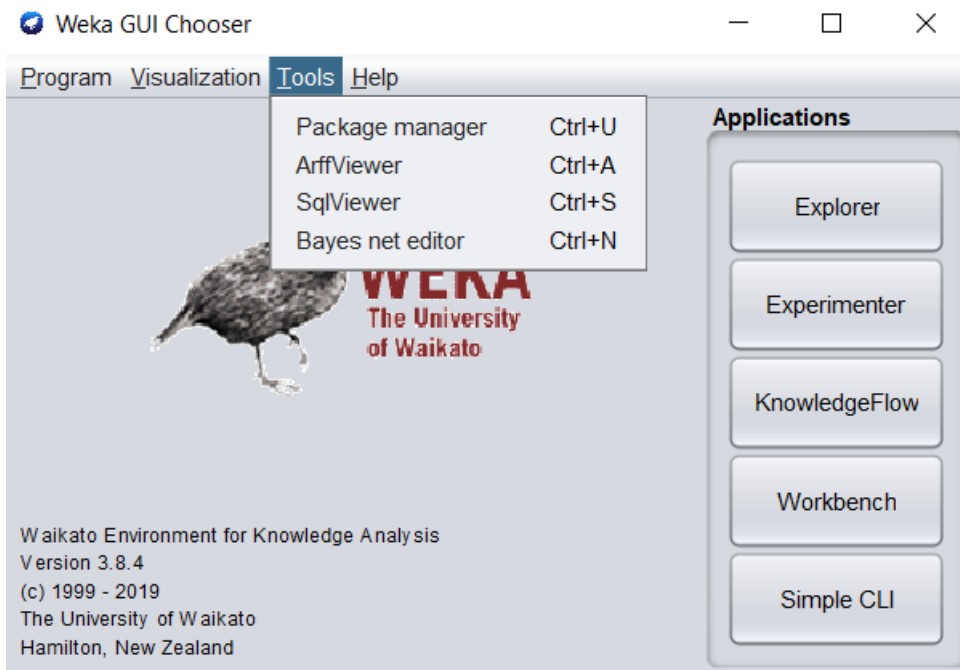 Weka GUI Chooser
Program Visualization Tools Help
Package manager Ctrl+U
ArffViewer Ctrl+A
SqlViewer Ctrl+S
Bayes net editor Ctrl+N
WEKA
The University
of Waikato
Applications
Explorer
Experimenter
KnowledgeFlow
Workbench
Simple CLI
Waikato Environment for Knowledge Analysis
Version 3.8.4
(c) 1999 - 2019
The University of Waikato
Hamilton, New Zealand